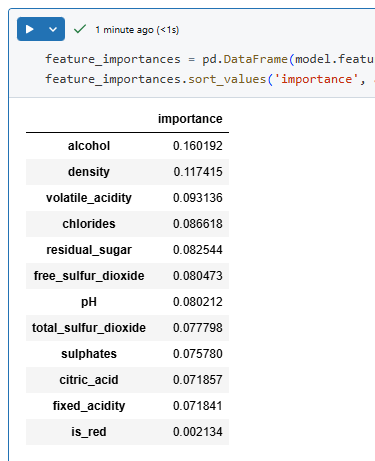 1 minute ago (<1s)
feature_importances = pd.DataFrame(model.featu
feature_importances.sort_values('importance',
importance
alcohol 0.160192
density 0.117415
volatile_acidity 0.093136
chlorides 0.086618
residual_sugar 0.082544
free_sulfur_dioxide 0.080473
pH 0.080212
total_sulfur_dioxide 0.077798
sulphates 0.075780
citric_acid 0.071857
fixed_acidity 0.071841
is_red 0.002134